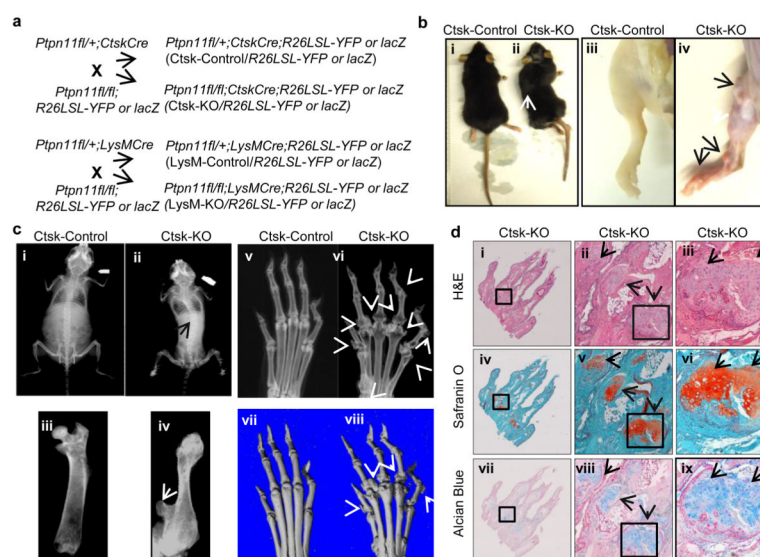 a
Ptpn11fl/+;CtskCre
X
Ptpn11fl/fl;
R26LSL-YFP or lacZ
Ptpn11fl/+;CtskCre;R26LSL-YFP or lacZ
(Ctsk-Control/R26LSL-YFP or lacZ)
Ptpn11fl/fl;CtskCre;R26LSL-YFP or lacZ
(Ctsk-KO/R26LSL-YFP or lacZ)
Ptpn11fl/+;LysMCre
X
Ptpn11fl/fl;
R26LSL-YFP or lacZ
Ptpn11fl/+;LysMCre;R26LSL-YFP or lacZ
(LysM-Control/R26LSL-YFP or lacZ)
Ptpn11fl/fl;LysMCre;R26LSL-YFP or lacZ
(LysM-KO/R26LSL-YFP or lacZ)
b
Ctsk-Control Ctsk-KO Ctsk-Control Ctsk-KO
i ii iii iv
c
Ctsk-Control Ctsk-KO Ctsk-Control Ctsk-KO
i ii v vi
iii iv vii viii
d
Ctsk-KO Ctsk-KO Ctsk-KO
H&E
i ii iii
Safranin O
iv v vi
Alcian Blue
vii viii ix